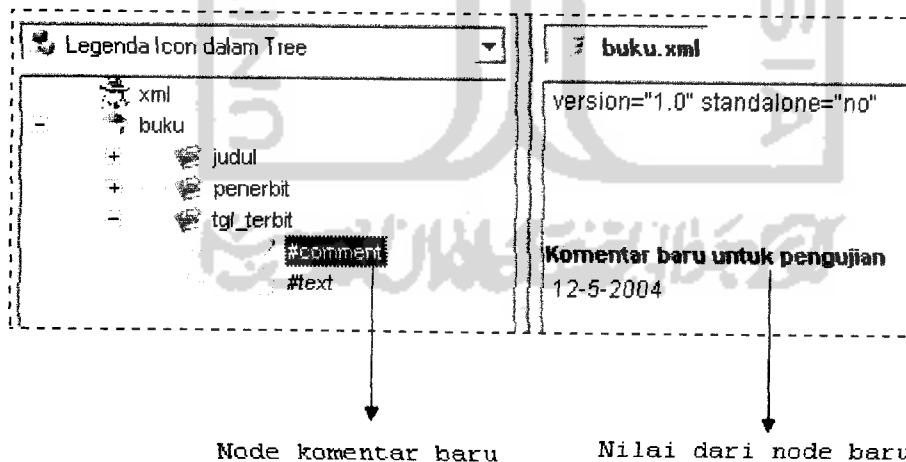 Legenda Icon dalam Tree
buku.xml
xml
version="1.0" standalone="no"
buku
judul
penerbit
tgl_terbit
#comment
Komentar baru untuk pengujian
#text
12-5-2004
Node komentar baru
Nilai dari node baru